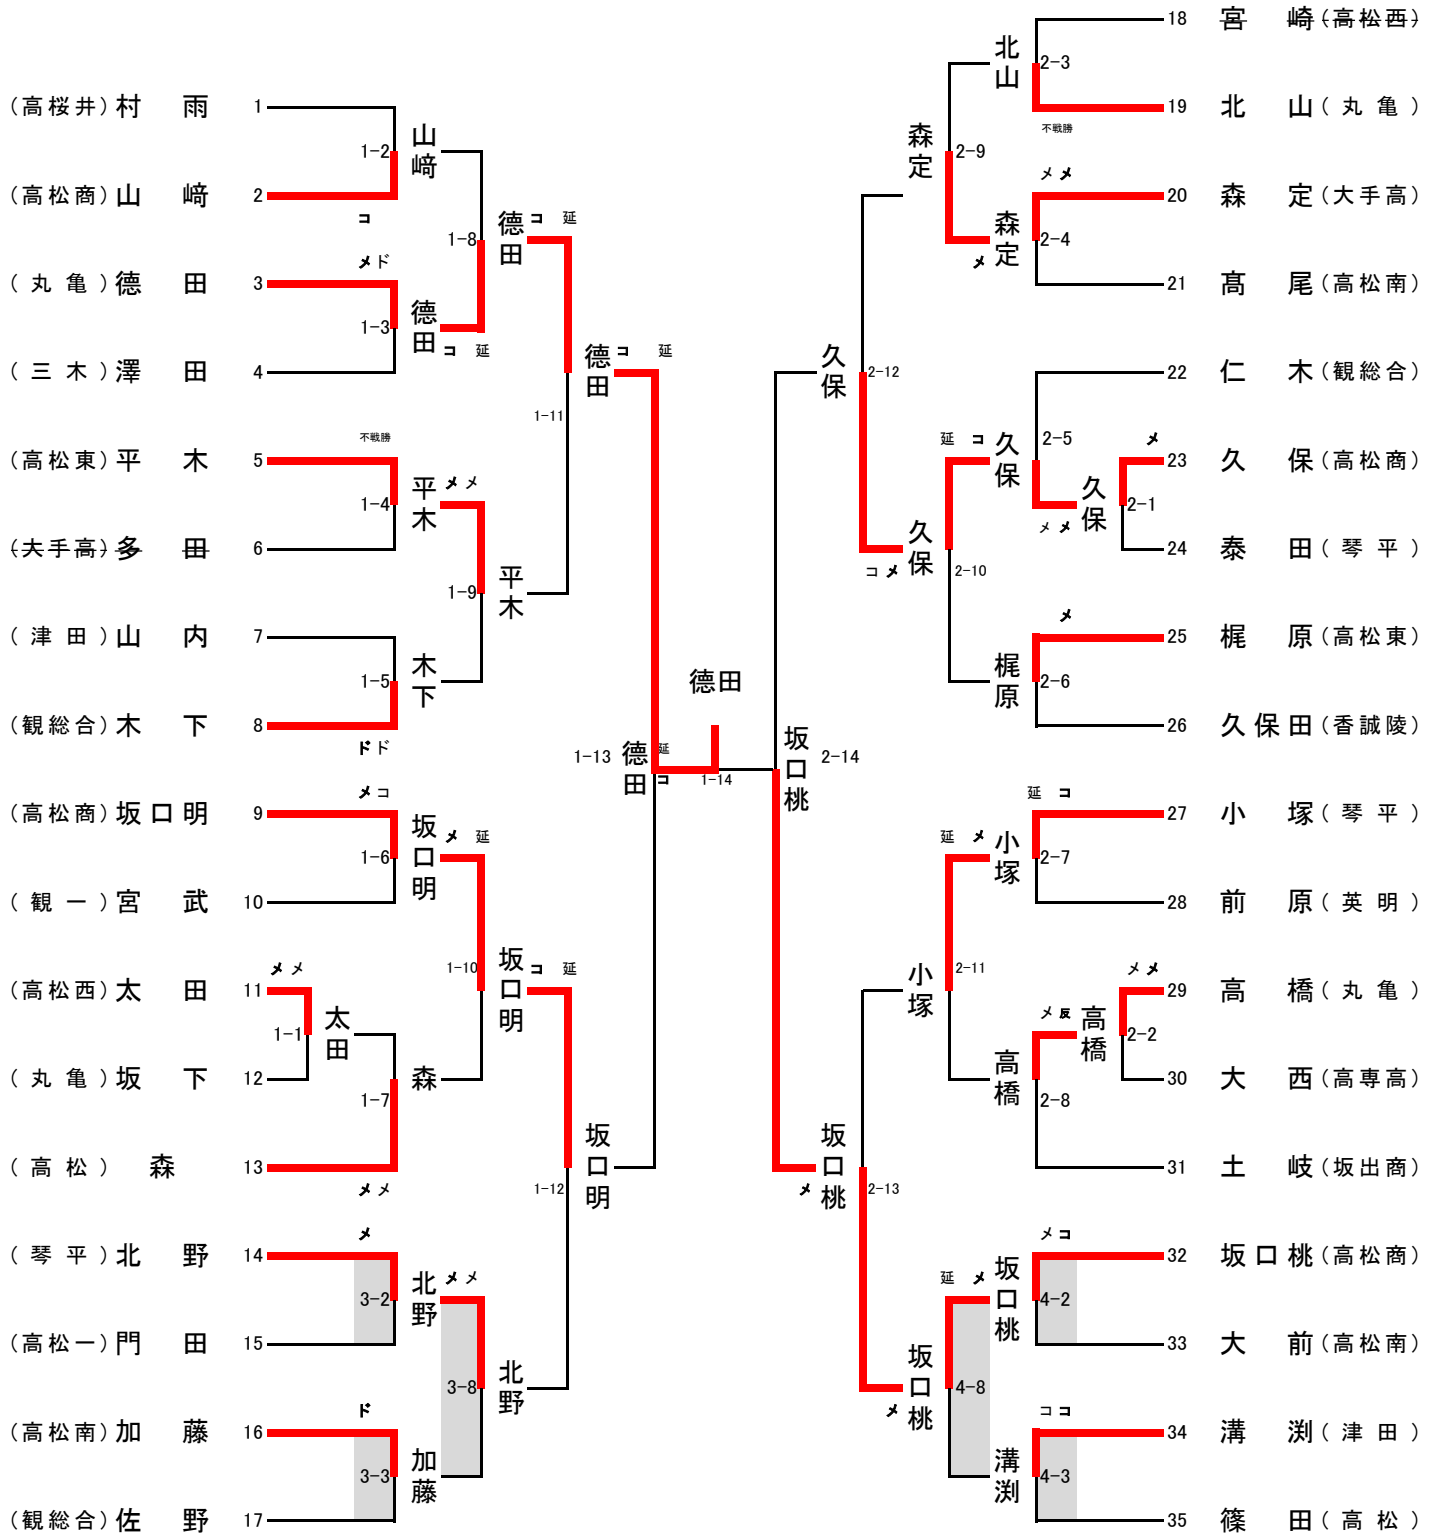 (高桜井) 村雨 1
1-2
(高松商) 山﨑 2
コ
山﨑
1-8
メド
(丸亀) 德田 3
1-3
(三木) 澤田 4
德田
コ 延
德田
コ 延
1-11
不戦勝
(高松東) 平木 5
1-4
(大手高) 多田 6
平木
メメ
1-9
平木
(津田) 山内 7
1-5
(観総合) 木下 8
ドド
木下
德田
コ 延
1-13
メコ
(高松商) 坂口明 9
1-6
(観一) 宮武 10
坂口明
メ 延
1-10
メメ
(高松西) 太田 11
1-1
(丸亀) 坂下 12
太田
1-7
(高松) 森 13
メメ
森
坂口明
コ 延
1-12
坂口明
メ
(琴平) 北野 14
3-2
(高松一) 門田 15
北野
メメ
3-8
北野
ド
(高松南) 加藤 16
3-3
(観総合) 佐野 17
加藤
德田
德田
延
コ
1-14
坂口桃
2-14
18 宮崎 (高松西)
2-3
19 北山 (丸亀)
不戦勝
北山
2-9
森定
メメ
20 森定 (大手高)
2-4
21 髙尾 (高松南)
森定
メ
久保
2-12
22 仁木 (観総合)
2-5
メ
23 久保 (高松商)
2-1
24 泰田 (琴平)
久保
メメ
久保
延 コ
2-10
久保
コメ
メ
25 梶原 (高松東)
2-6
26 久保田 (香誠陵)
梶原
延 コ
27 小塚 (琴平)
2-7
28 前原 (英明)
小塚
延 メ
2-11
小塚
メメ
29 高橋 (丸亀)
2-2
30 大西 (高専高)
高橋
メ反
2-8
31 土岐 (坂出商)
高橋
坂口桃
メ
2-13
メコ
32 坂口桃 (高松商)
4-2
33 大前 (高松南)
坂口桃
延 メ
4-8
坂口桃
メ
ココ
34 溝渕 (津田)
4-3
35 篠田 (高松)
溝渕